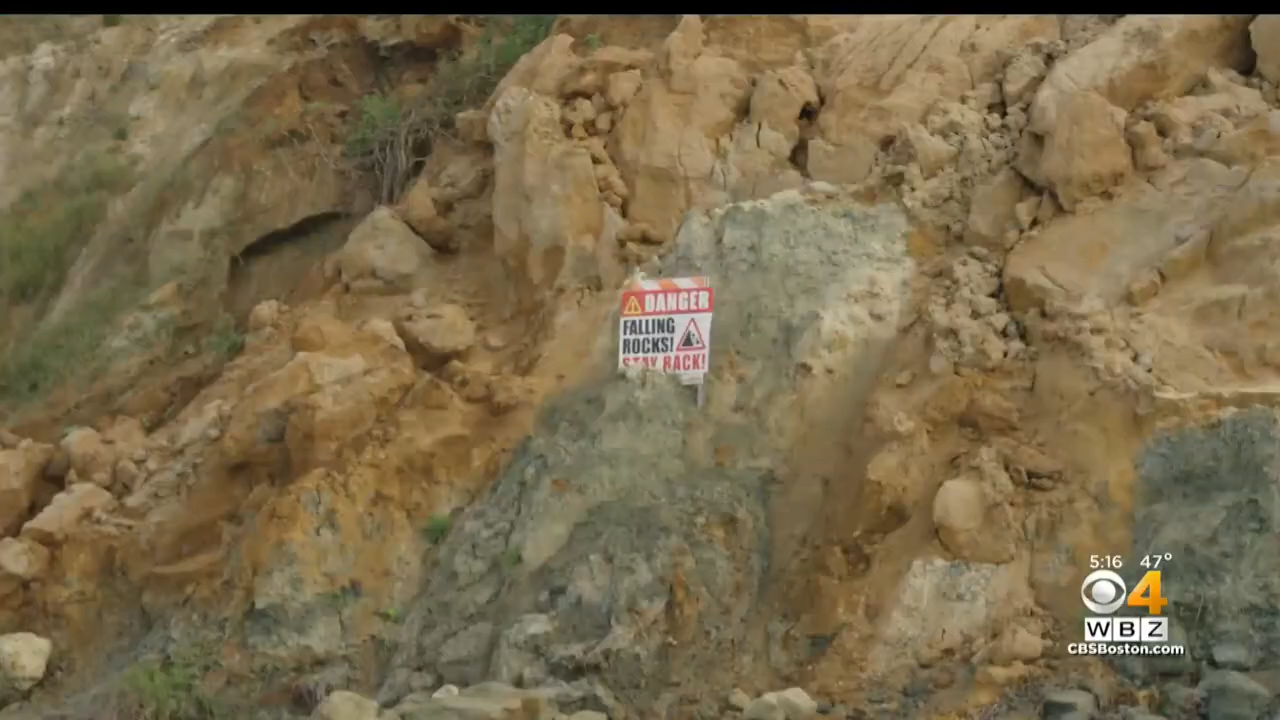 DANGER
FALLING
ROCKS!
STAY BACK!
5:16 47°
4
WBZ
CBSBoston.com